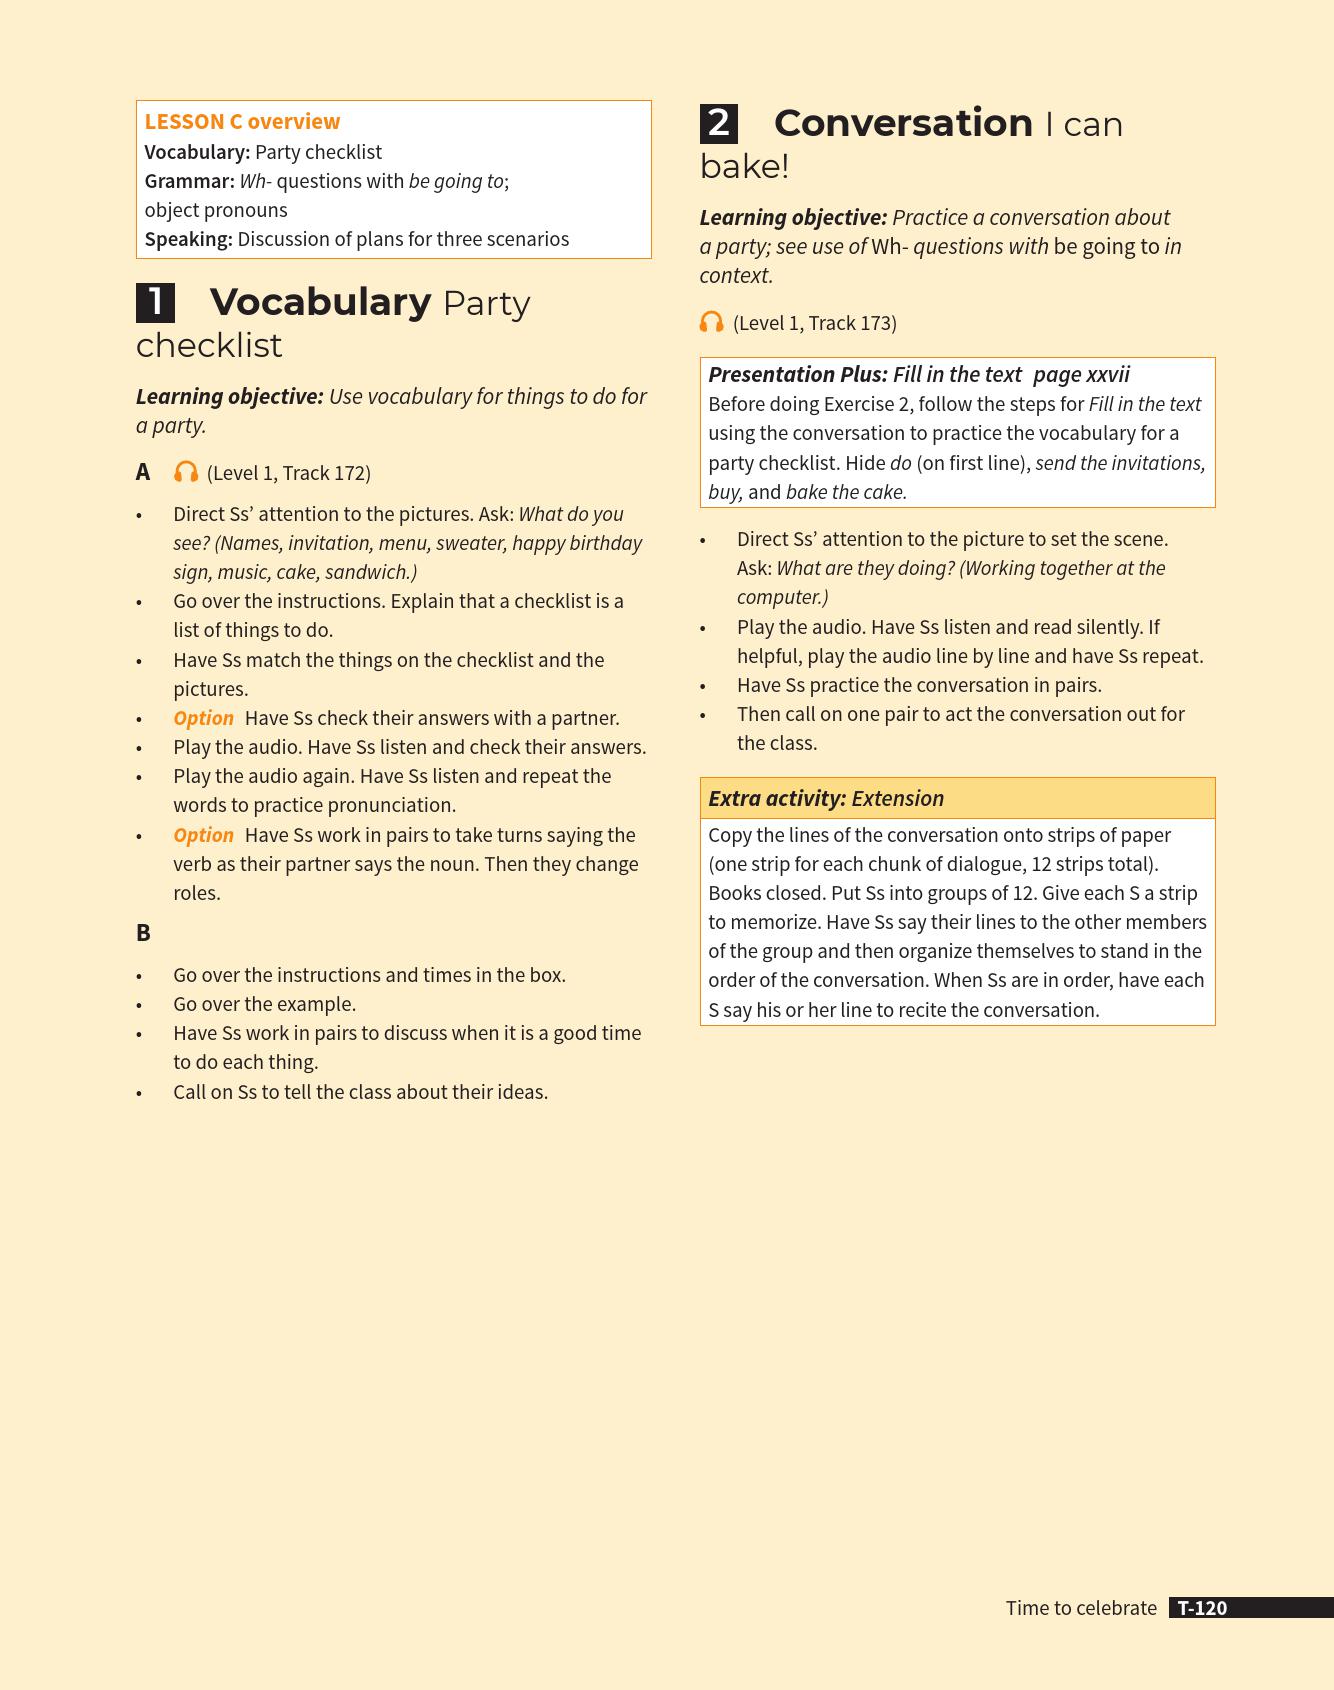 LESSON C overview
Vocabulary: Party checklist
Grammar: Wh- questions with be going to;
object pronouns
Speaking: Discussion of plans for three scenarios
1 Vocabulary Party
checklist
Learning objective: Use vocabulary for things to do for
a party.
A (Level 1, Track 172)
• Direct Ss’ attention to the pictures. Ask: What do you
see? (Names, invitation, menu, sweater, happy birthday
sign, music, cake, sandwich.)
• Go over the instructions. Explain that a checklist is a
list of things to do.
• Have Ss match the things on the checklist and the
pictures.
• Option Have Ss check their answers with a partner.
• Play the audio. Have Ss listen and check their answers.
• Play the audio again. Have Ss listen and repeat the
words to practice pronunciation.
• Option Have Ss work in pairs to take turns saying the
verb as their partner says the noun. Then they change
roles.
B
• Go over the instructions and times in the box.
• Go over the example.
• Have Ss work in pairs to discuss when it is a good time
to do each thing.
• Call on Ss to tell the class about their ideas.
2 Conversation I can
bake!
Learning objective: Practice a conversation about
a party; see use of Wh- questions with be going to in
context.
(Level 1, Track 173)
Presentation Plus: Fill in the text page xxvii
Before doing Exercise 2, follow the steps for Fill in the text
using the conversation to practice the vocabulary for a
party checklist. Hide do (on first line), send the invitations,
buy, and bake the cake.
• Direct Ss’ attention to the picture to set the scene.
Ask: What are they doing? (Working together at the
computer.)
• Play the audio. Have Ss listen and read silently. If
helpful, play the audio line by line and have Ss repeat.
• Have Ss practice the conversation in pairs.
• Then call on one pair to act the conversation out for
the class.
Extra activity: Extension
Copy the lines of the conversation onto strips of paper
(one strip for each chunk of dialogue, 12 strips total).
Books closed. Put Ss into groups of 12. Give each S a strip
to memorize. Have Ss say their lines to the other members
of the group and then organize themselves to stand in the
order of the conversation. When Ss are in order, have each
S say his or her line to recite the conversation.
Time to celebrate T-120